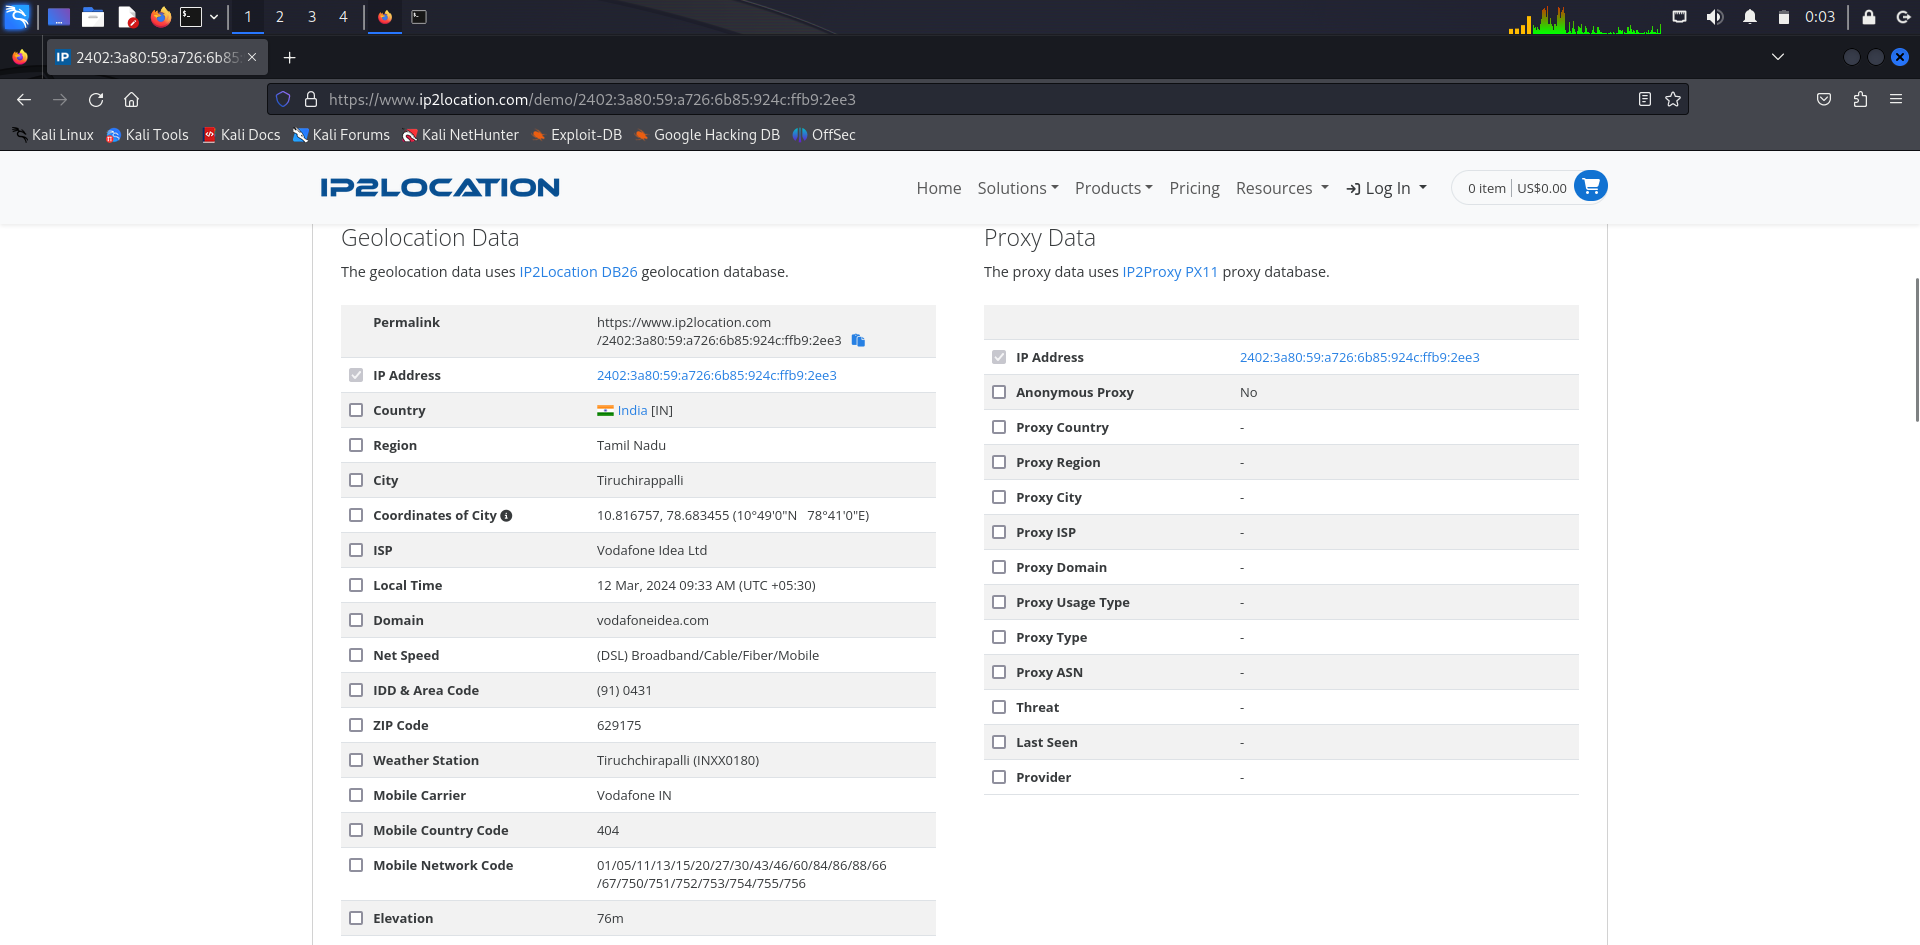 1 2 3 4
0:03
IP 2402:3a80:59:a726:6b85
https://www.ip2location.com/demo/2402:3a80:59:a726:6b85:924c:ffb9:2ee3
Kali Linux Kali Tools Kali Docs Kali Forums Kali NetHunter Exploit-DB Google Hacking DB OffSec
IP2LOCATION Home Solutions Products Pricing Resources Log In 0 item US$0.00
Geolocation Data
The geolocation data uses IP2Location DB26 geolocation database.
Permalink https://www.ip2location.com
/2402:3a80:59:a726:6b85:924c:ffb9:2ee3
IP Address 2402:3a80:59:a726:6b85:924c:ffb9:2ee3
Country India [IN]
Region Tamil Nadu
City Tiruchirappalli
Coordinates of City 10.816757, 78.683455 (10°49'0"N 78°41'0"E)
ISP Vodafone Idea Ltd
Local Time 12 Mar, 2024 09:33 AM (UTC +05:30)
Domain vodafoneidea.com
Net Speed (DSL) Broadband/Cable/Fiber/Mobile
IDD & Area Code (91) 0431
ZIP Code 629175
Weather Station Tiruchchirapalli (INXX0180)
Mobile Carrier Vodafone IN
Mobile Country Code 404
Mobile Network Code 01/05/11/13/15/20/27/30/43/46/60/84/86/88/66
/67/750/751/752/753/754/755/756
Elevation 76m
Proxy Data
The proxy data uses IP2Proxy PX11 proxy database.
IP Address 2402:3a80:59:a726:6b85:924c:ffb9:2ee3
Anonymous Proxy No
Proxy Country -
Proxy Region -
Proxy City -
Proxy ISP -
Proxy Domain -
Proxy Usage Type -
Proxy Type -
Proxy ASN -
Threat -
Last Seen -
Provider -